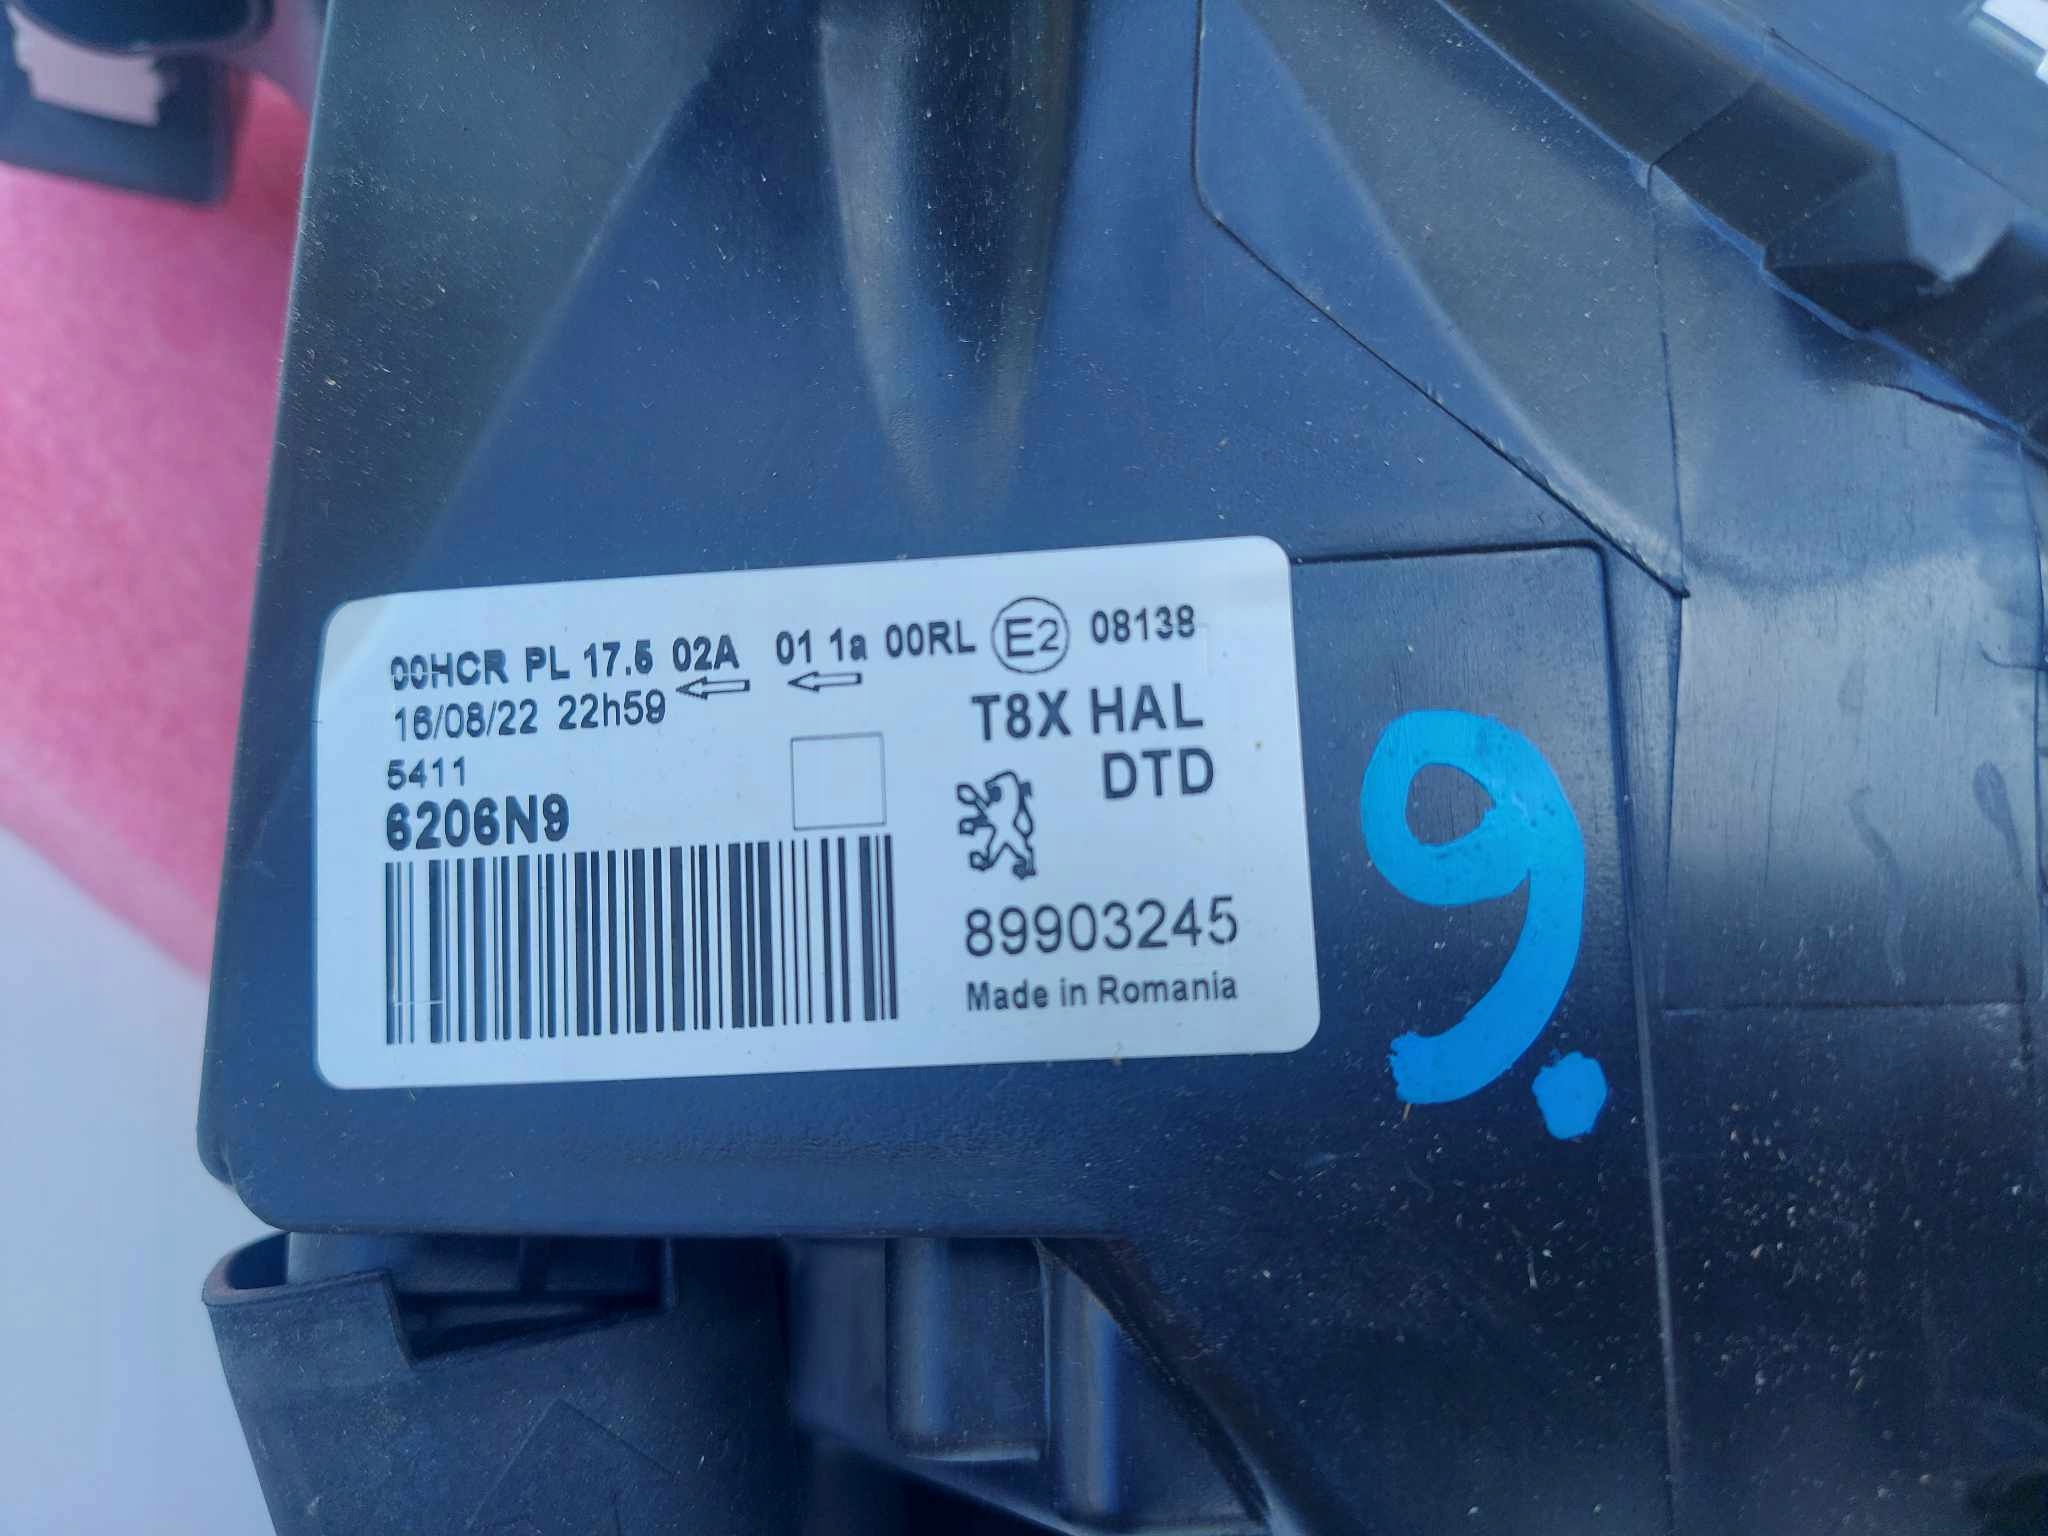 00HCR PL 17.5 02A 01 1a 00RL E2 08138
16/08/22 22h59
T8X HAL
DTD
5411
6206N9
89903245
Made in Romania
9.